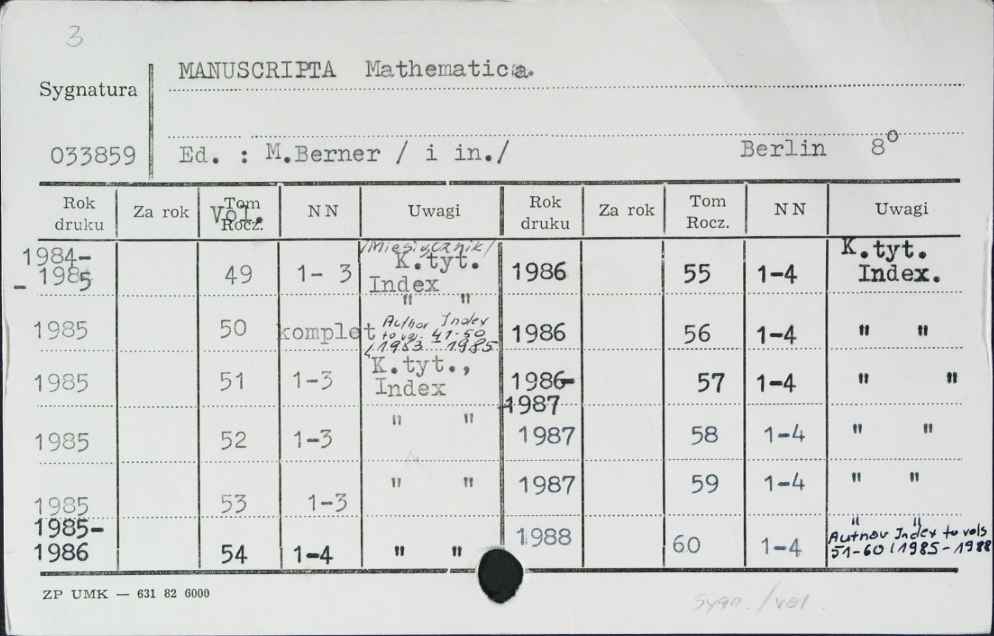 3
MANUSCRIPTA Mathematica.
Sygnatura
033859
Ed. : M.Berner / i in./ Berlin 8°
Rok druku Za rok Tom Rocz. Vol. NN Uwagi Rok druku Za rok Tom Rocz. NN Uwagi
/Miesięcznik/
1984-1985 49 1-3 K.tyt. Index 1986 55 1-4 K.tyt. Index.
" "
1985 50 komplet Author Index to vol. 41-50 (1983-1985 1986 56 1-4 " "
1985 51 1-3 K.tyt., Index 1986-1987 57 1-4 " "
1985 52 1-3 " " 1987 58 1-4 " "
1985 53 1-3 " " 1987 59 1-4 " "
1985-1986 54 1-4 " " 1988 60 1-4 " " Author Index to vols 51-60 (1985-1988
ZP UMK — 631 82 6000
Sygn. / vol.